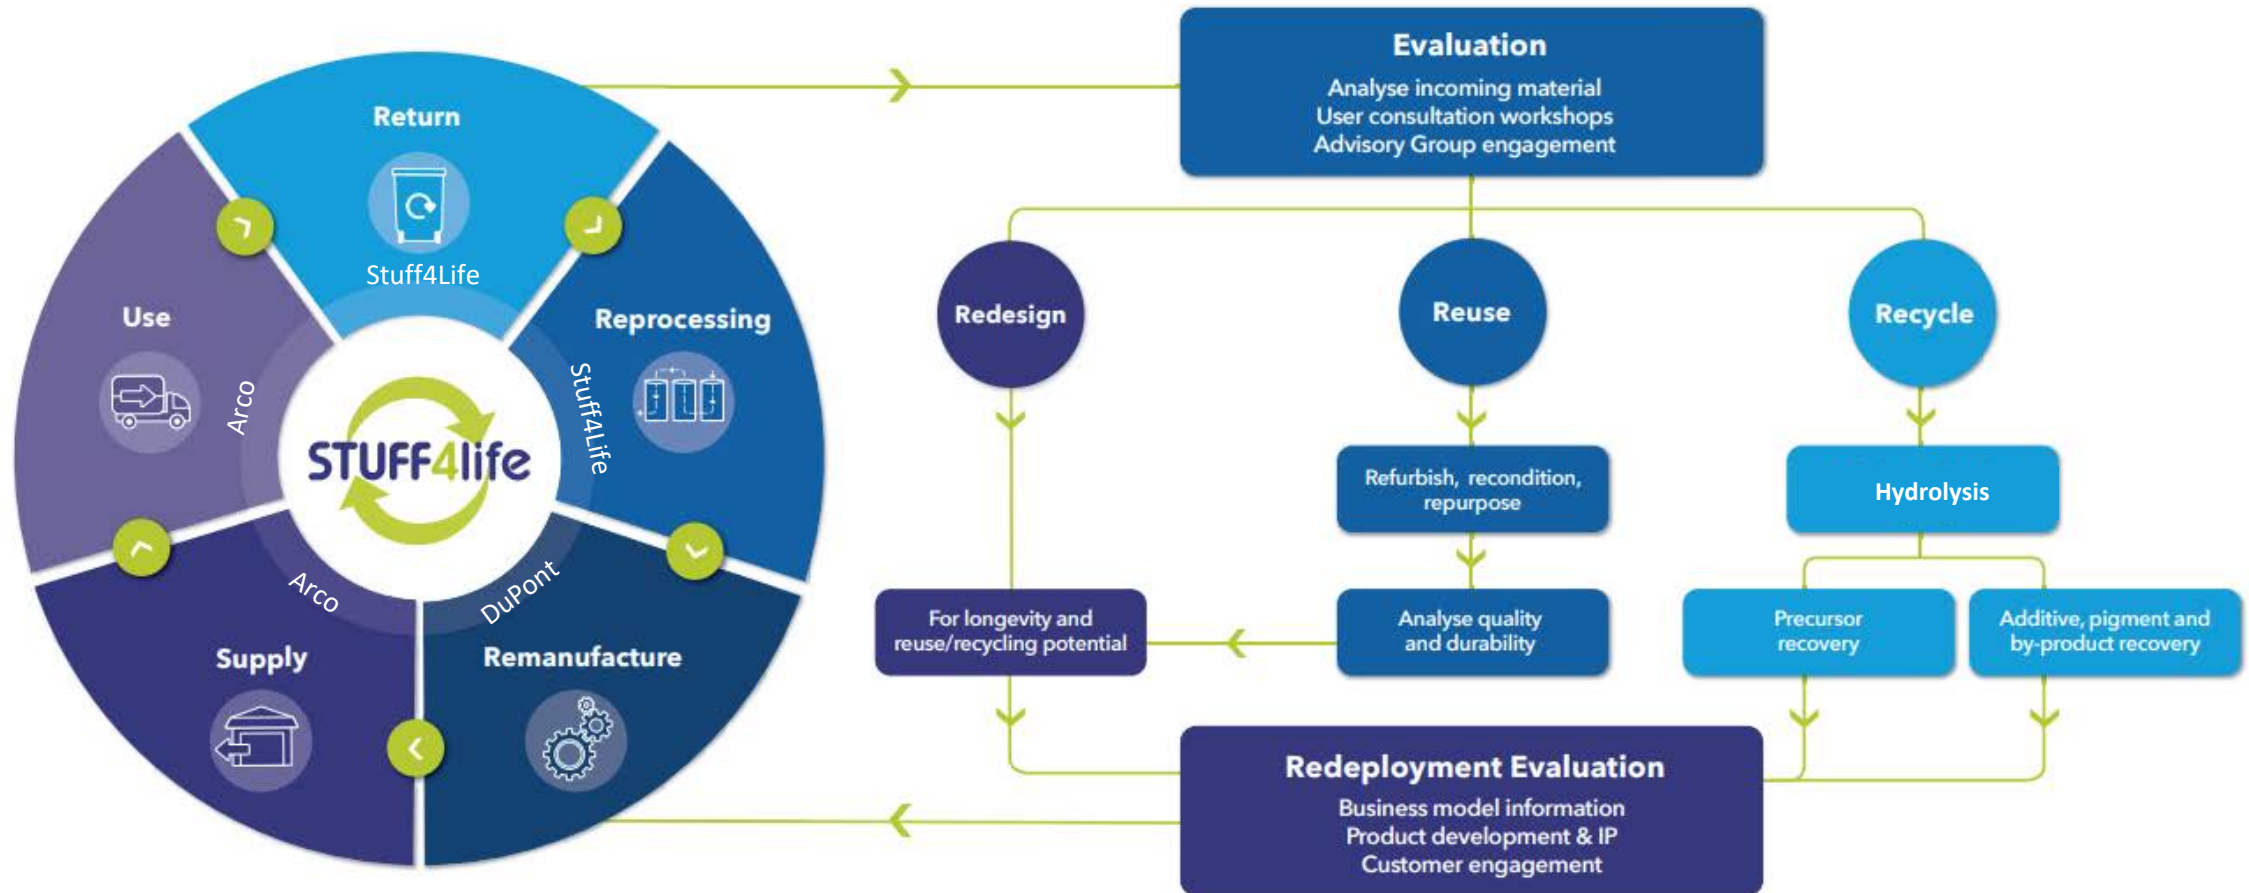 Return
Stuff4Life
Use
Arco
Reprocessing
Stuff4Life
STUFF4life
Supply
Arco
Remanufacture
DuPont
Evaluation
Analyse incoming material
User consultation workshops
Advisory Group engagement
Redesign
Reuse
Recycle
Refurbish, recondition,
repurpose
Hydrolysis
For longevity and
reuse/recycling potential
Analyse quality
and durability
Precursor
recovery
Additive, pigment and
by-product recovery
Redeployment Evaluation
Business model information
Product development & IP
Customer engagement